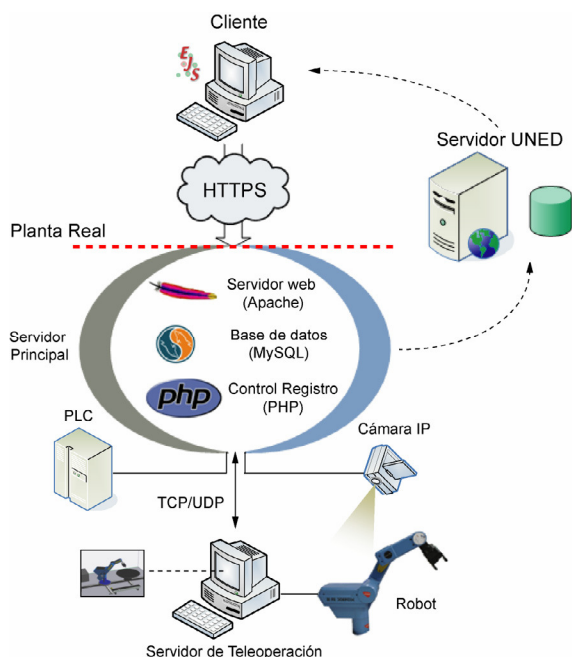 Cliente
EJS
Servidor UNED
HTTPS
Planta Real
Servidor web
(Apache)
Servidor
Principal
Base de datos
(MySQL)
php
Control Registro
(PHP)
PLC
Cámara IP
TCP/UDP
Robot
Servidor de Teleoperación